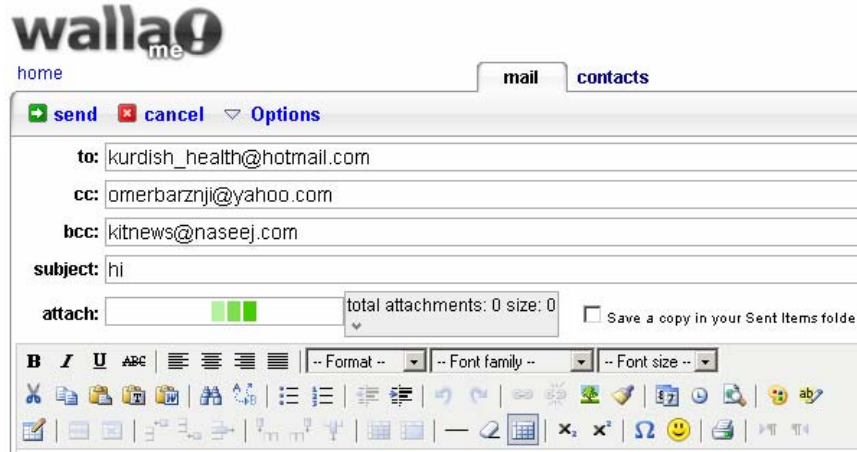 walla!
me
home
mail contacts
send cancel Options
to: kurdish_health@hotmail.com
cc: omerbarznji@yahoo.com
bcc: kitnews@naseej.com
subject: hi
attach: total attachments: 0 size: 0 Save a copy in your Sent Items folde
B I U ABC -- Format -- -- Font family -- -- Font size --